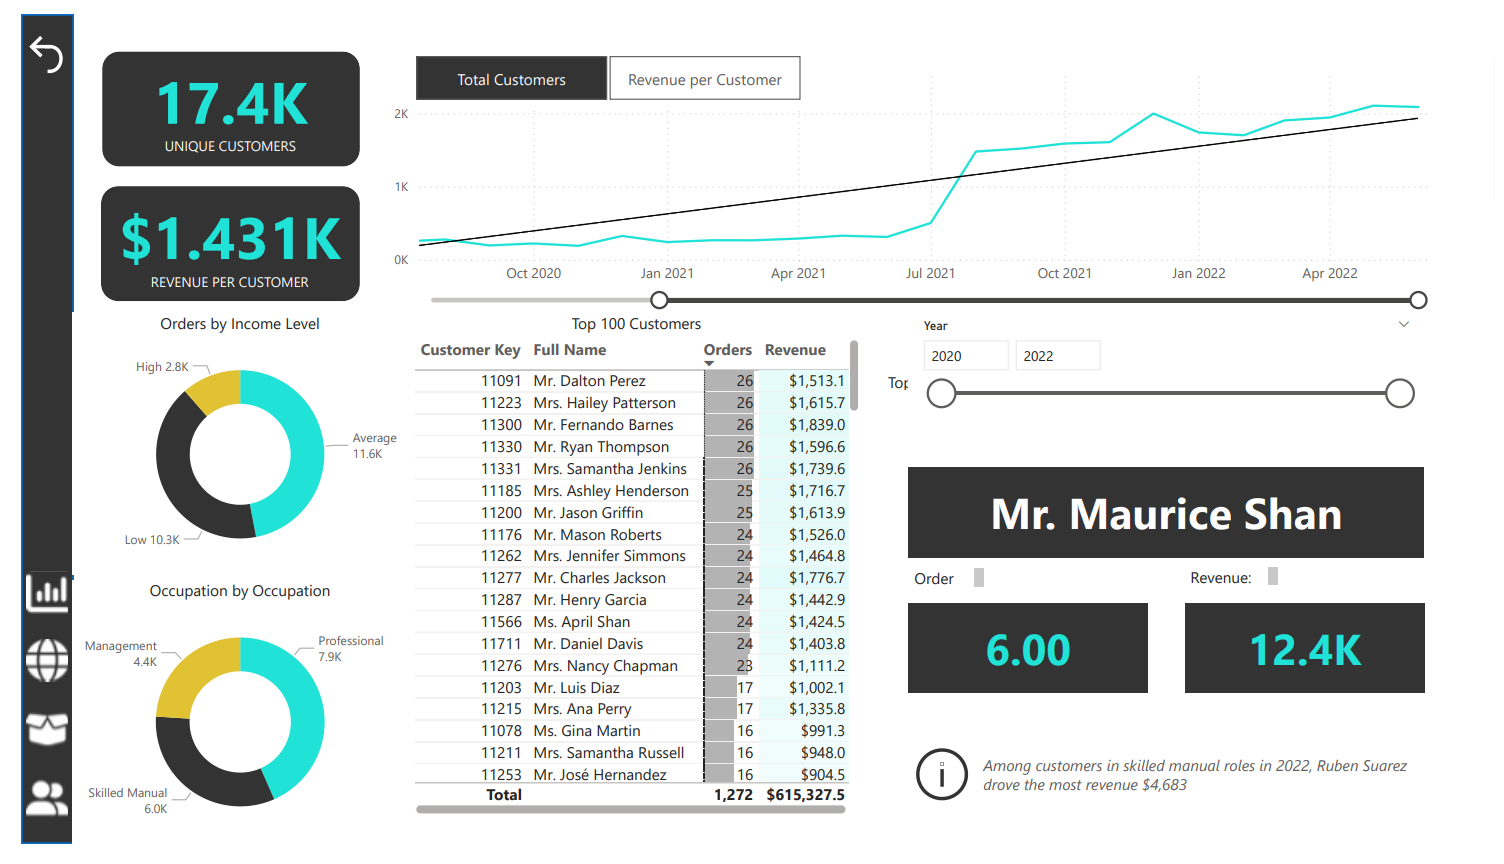 17.4K
UNIQUE CUSTOMERS
$1.431K
REVENUE PER CUSTOMER
Total Customers
Revenue per Customer
2K
1K
0K
Oct 2020 Jan 2021 Apr 2021 Jul 2021 Oct 2021 Jan 2022 Apr 2022
Orders by Income Level
High 2.8K
Average
11.6K
Low 10.3K
Occupation by Occupation
Management
4.4K
Professional
7.9K
Skilled Manual
6.0K
Top 100 Customers
Customer Key Full Name Orders Revenue
11091 Mr. Dalton Perez 26 $1,513.1
11223 Mrs. Hailey Patterson 26 $1,615.7
11300 Mr. Fernando Barnes 26 $1,839.0
11330 Mr. Ryan Thompson 26 $1,596.6
11331 Mrs. Samantha Jenkins 26 $1,739.6
11185 Mrs. Ashley Henderson 25 $1,716.7
11200 Mr. Jason Griffin 25 $1,613.9
11176 Mr. Mason Roberts 24 $1,526.0
11262 Mrs. Jennifer Simmons 24 $1,464.8
11277 Mr. Charles Jackson 24 $1,776.7
11287 Mr. Henry Garcia 24 $1,442.9
11566 Ms. April Shan 24 $1,424.5
11711 Mr. Daniel Davis 24 $1,403.8
11276 Mrs. Nancy Chapman 23 $1,111.2
11203 Mr. Luis Diaz 17 $1,002.1
11215 Mrs. Ana Perry 17 $1,335.8
11078 Ms. Gina Martin 16 $991.3
11211 Mrs. Samantha Russell 16 $948.0
11253 Mr. José Hernandez 16 $904.5
Total 1,272 $615,327.5
Year
2020 2022
Top
Mr. Maurice Shan
Order
Revenue:
6.00
12.4K
Among customers in skilled manual roles in 2022, Ruben Suarez
drove the most revenue $4,683